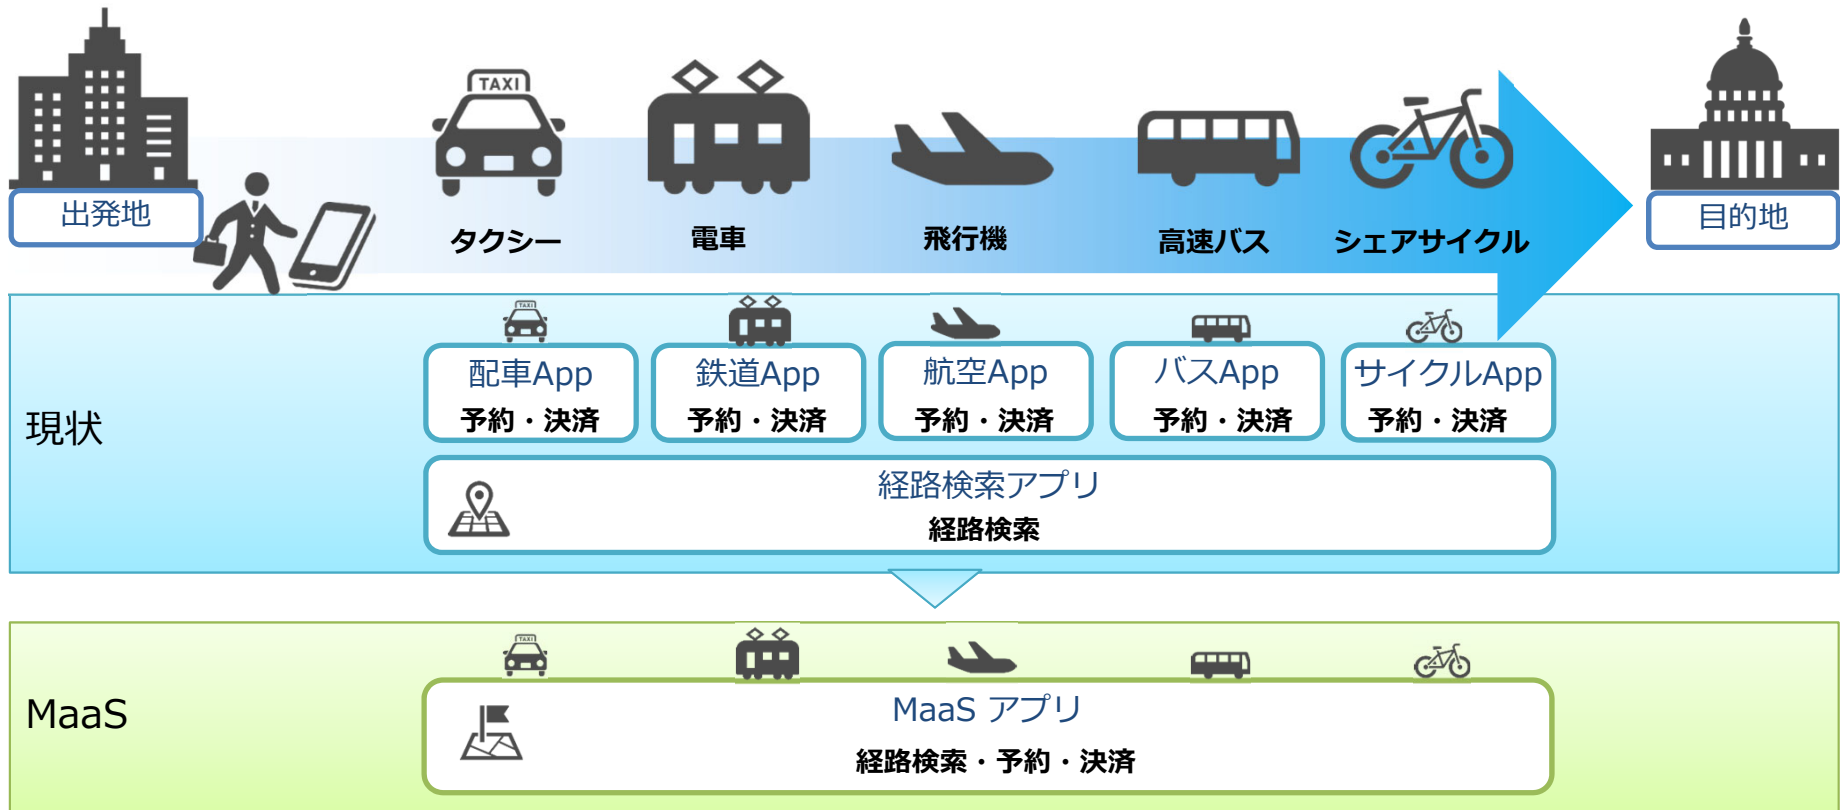 TAXI
出発地
タクシー
電車
飛行機
高速バス
シェアサイクル
目的地
現状
TAXI
配車App
予約・決済
鉄道App
予約・決済
航空App
予約・決済
バスApp
予約・決済
サイクルApp
予約・決済
経路検索アプリ
経路検索
MaaS
TAXI
MaaS アプリ
経路検索・予約・決済